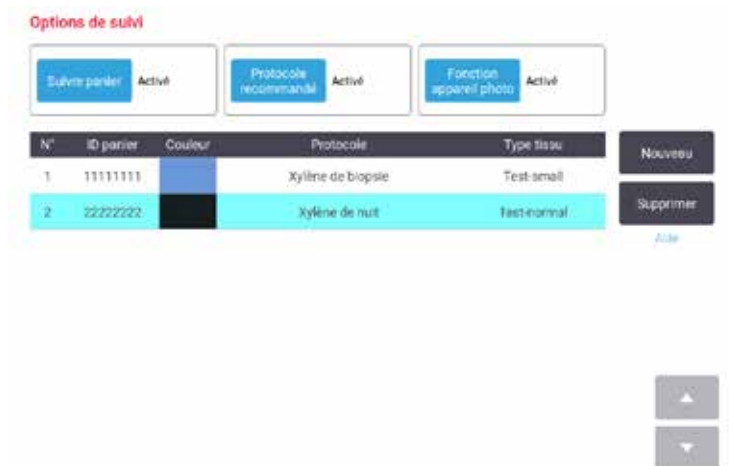 Options de suivi
Suivre panier Activé
Protocole recommandé Activé
Fonction appareil photo Activé
N° ID panier Couleur Protocole Type tissu
1 11111111 Xylène de biopsie Test-small
2 22222222 Xylène de nuit Test-normal
Nouveau
Supprimer
Aide